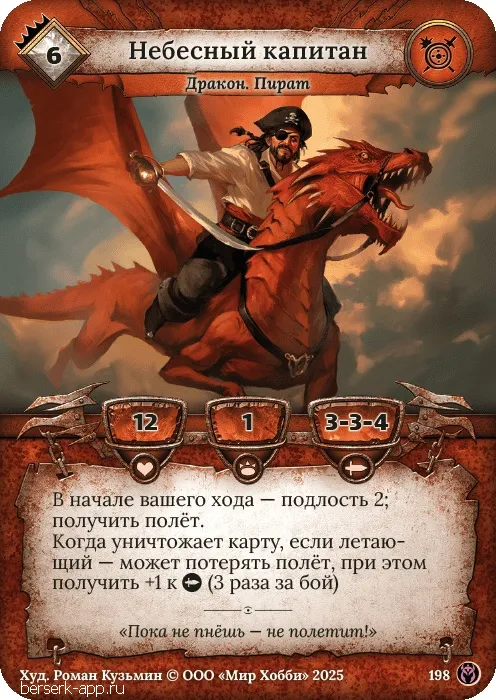 6
Небесный капитан
Дракон. Пират
12
1
3-3-4
В начале вашего хода — подлость 2;
получить полёт.
Когда уничтожает карту, если летаю-
щий — может потерять полёт, при этом
получить +1 к (3 раза за бой)
«Пока не пнёшь — не полетит!»
Худ. Роман Кузьмин © ООО «Мир Хобби» 2025
198
berserk-app.ru